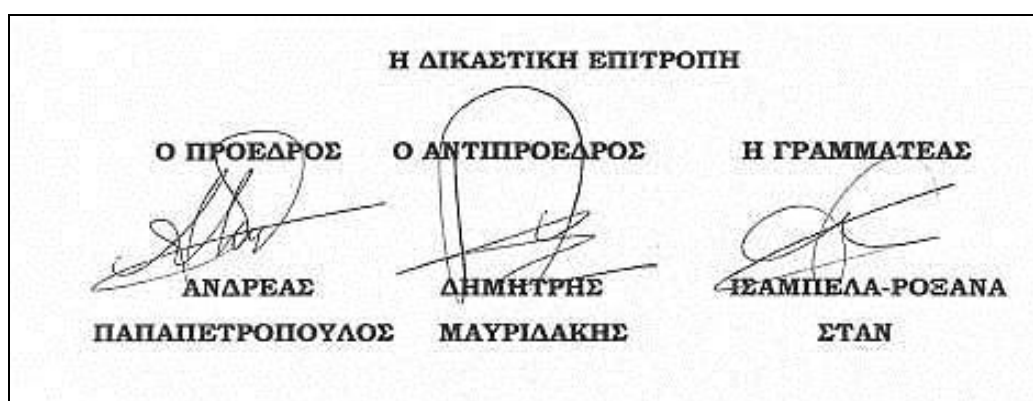 Η ΔΙΚΑΣΤΙΚΗ ΕΠΙΤΡΟΠΗ
Ο ΠΡΟΕΔΡΟΣ Ο ΑΝΤΙΠΡΟΕΔΡΟΣ Η ΓΡΑΜΜΑΤΕΑΣ
ΑΝΔΡΕΑΣ ΔΗΜΗΤΡΗΣ ΙΣΑΜΠΕΛΑ-ΡΟΞΑΝΑ
ΠΑΠΑΠΕΤΡΟΠΟΥΛΟΣ ΜΑΥΡΙΔΑΚΗΣ ΣΤΑΝ